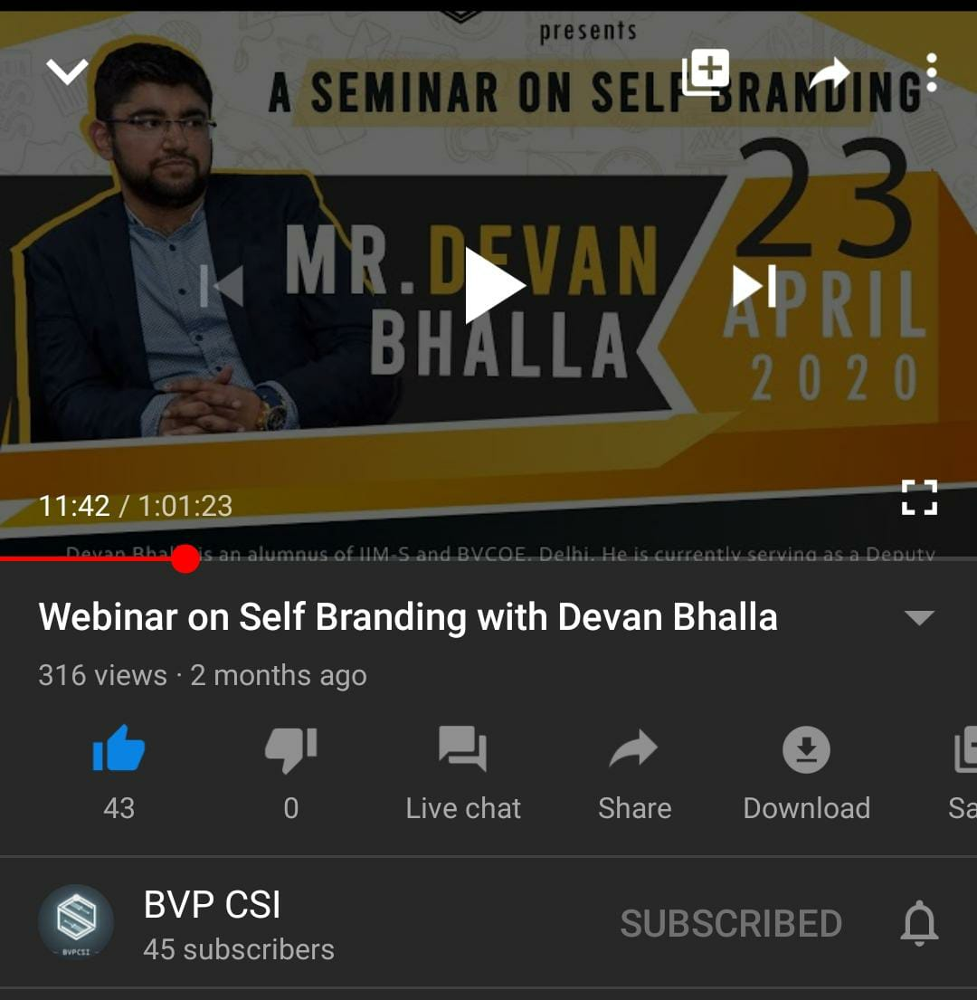 presents
A SEMINAR ON SELF BRANDING
23
MR. DEVAN
BHALLA
APRIL
2020
11:42 / 1:01:23
Devan Bhalla is an alumnus of IIM-S and BVCOE, Delhi. He is currently serving as a Deputy
Webinar on Self Branding with Devan Bhalla
316 views · 2 months ago
43
0
Live chat
Share
Download
Sa
BVP CSI
BVPCSI
45 subscribers
SUBSCRIBED